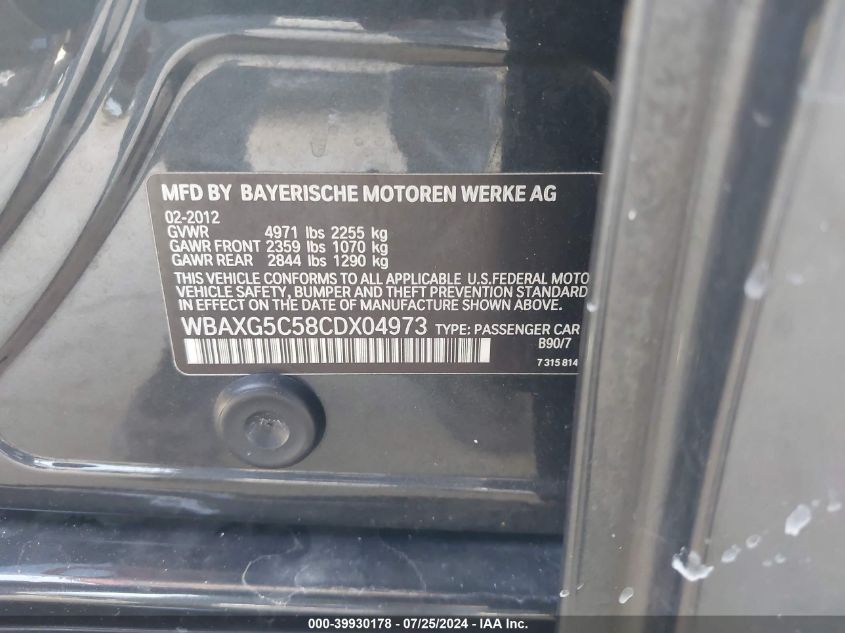 MFD BY BAYERISCHE MOTOREN WERKE AG
02-2012
GVWR 4971 lbs 2255 kg
GAWR FRONT 2359 lbs 1070 kg
GAWR REAR 2844 lbs 1290 kg
THIS VEHICLE CONFORMS TO ALL APPLICABLE U.S.FEDERAL MOTO
VEHICLE SAFETY, BUMPER AND THEFT PREVENTION STANDARD
IN EFFECT ON THE DATE OF MANUFACTURE SHOWN ABOVE.
WBAXG5C58CDX04973 TYPE: PASSENGER CAR
B90/7
7 315 814
000-39930178 - 07/25/2024 - IAAI.com